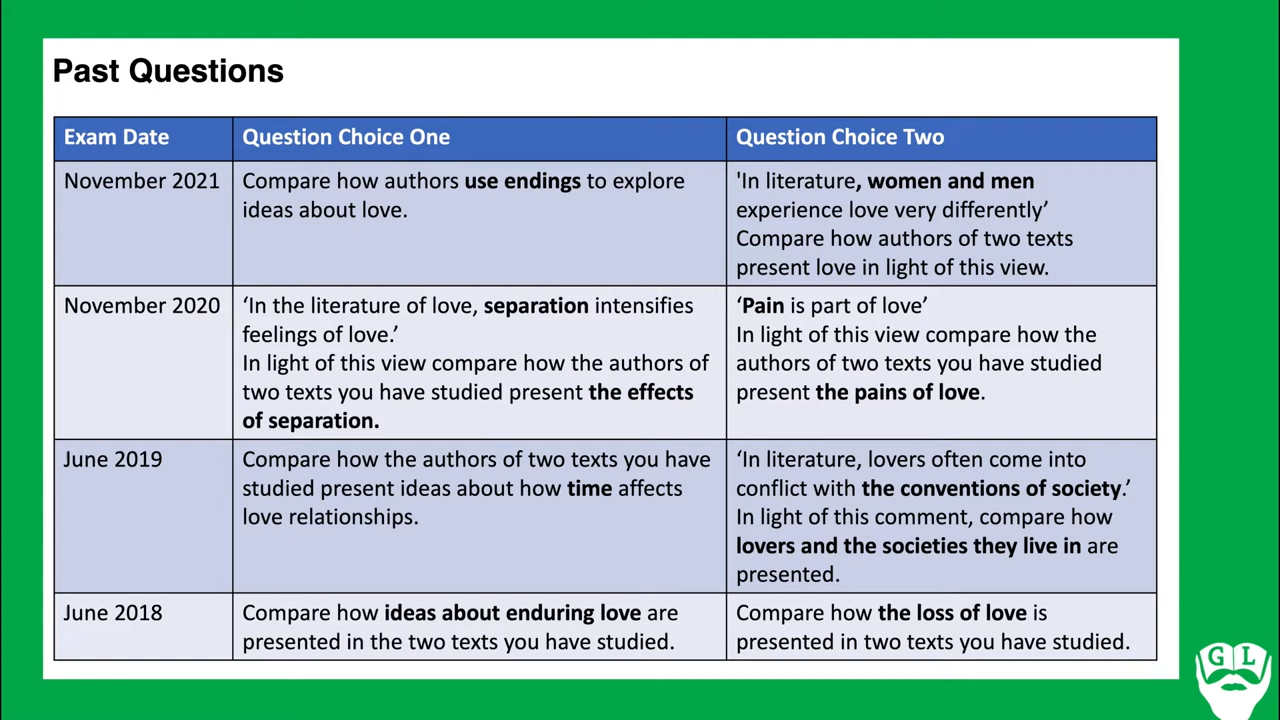 Past Questions
Exam Date
Question Choice One
Question Choice Two
November 2021
Compare how authors use endings to explore
ideas about love.
'In literature, women and men
experience love very differently’
Compare how authors of two texts
present love in light of this view.
November 2020
‘In the literature of love, separation intensifies
feelings of love.’
In light of this view compare how the authors of
two texts you have studied present the effects
of separation.
‘Pain is part of love’
In light of this view compare how the
authors of two texts you have studied
present the pains of love.
June 2019
Compare how the authors of two texts you have
studied present ideas about how time affects
love relationships.
‘In literature, lovers often come into
conflict with the conventions of society.’
In light of this comment, compare how
lovers and the societies they live in are
presented.
June 2018
Compare how ideas about enduring love are
presented in the two texts you have studied.
Compare how the loss of love is
presented in two texts you have studied.
G L